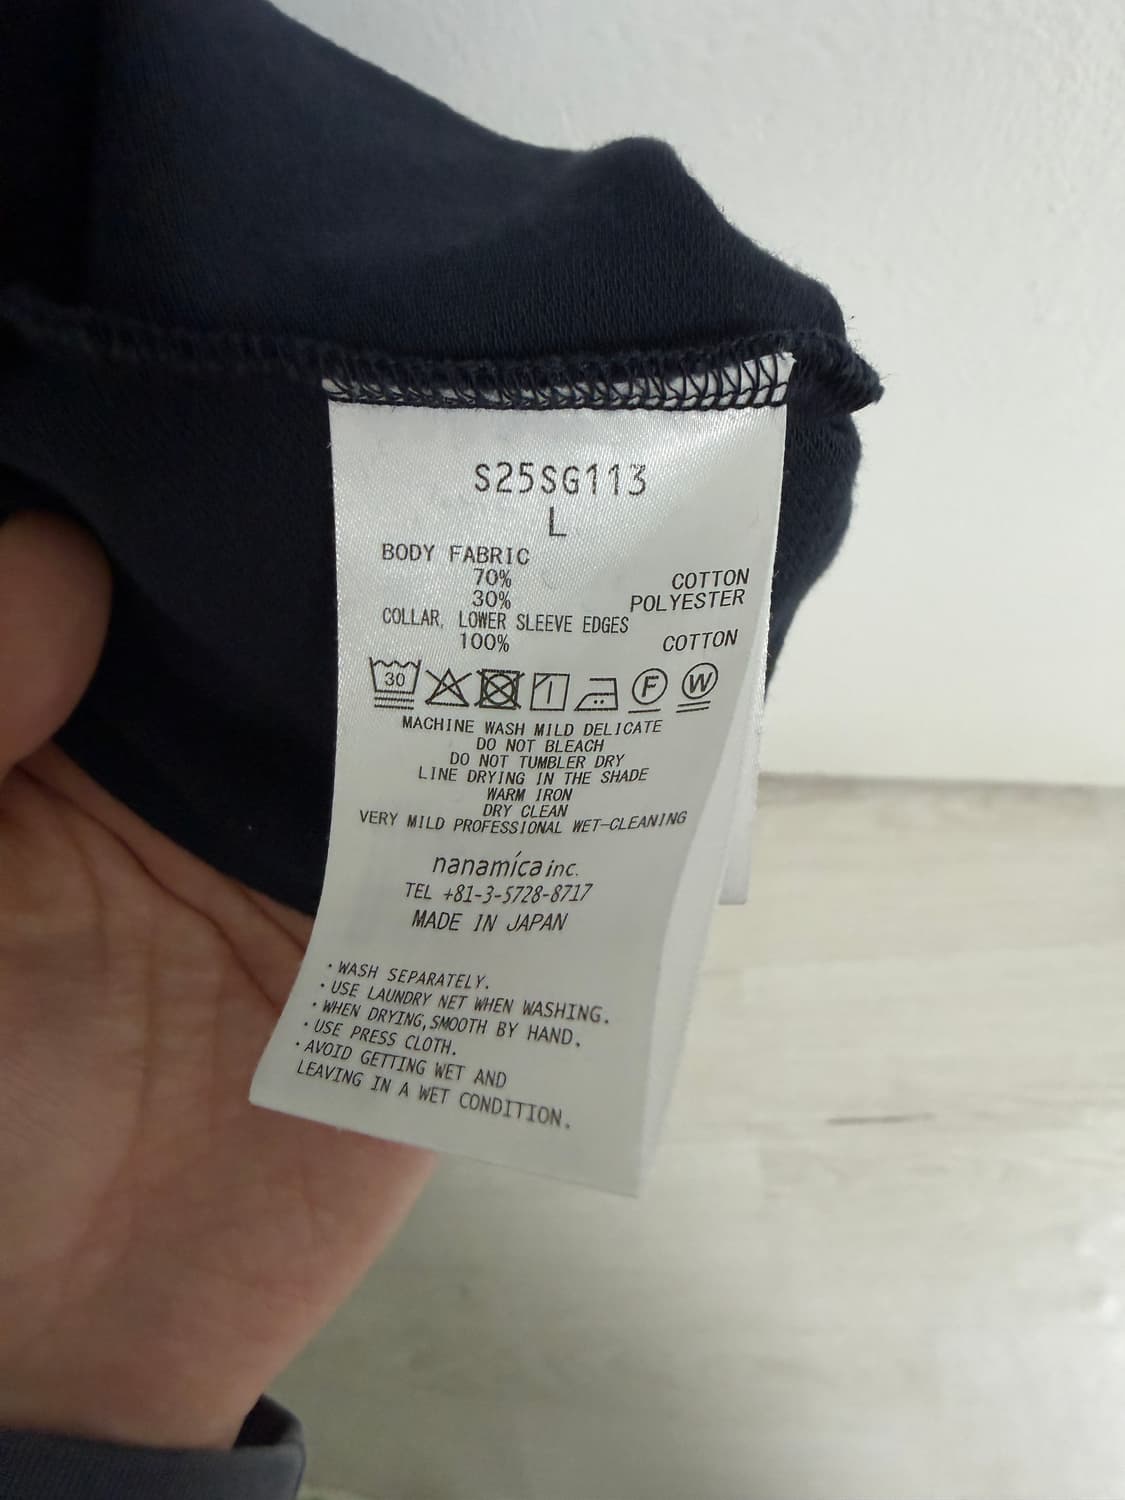 S25SG113
L
BODY FABRIC
70% COTTON
30% POLYESTER
COLLAR, LOWER SLEEVE EDGES
100% COTTON
30 F W
MACHINE WASH MILD DELICATE
DO NOT BLEACH
DO NOT TUMBLER DRY
LINE DRYING IN THE SHADE
WARM IRON
DRY CLEAN
VERY MILD PROFESSIONAL WET-CLEANING
nanamíca inc.
TEL +81-3-5728-8717
MADE IN JAPAN
・WASH SEPARATELY.
・USE LAUNDRY NET WHEN WASHING.
・WHEN DRYING,SMOOTH BY HAND.
・USE PRESS CLOTH.
・AVOID GETTING WET AND
LEAVING IN A WET CONDITION.